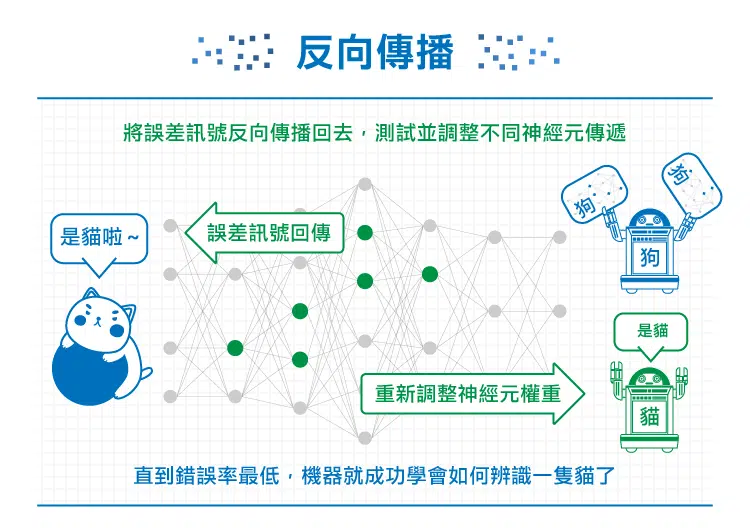 反向傳播
將誤差訊號反向傳播回去，測試並調整不同神經元傳遞
是貓啦~
誤差訊號回傳
狗
狗
狗
是貓
貓
重新調整神經元權重
直到錯誤率最低，機器就成功學會如何辨識一隻貓了